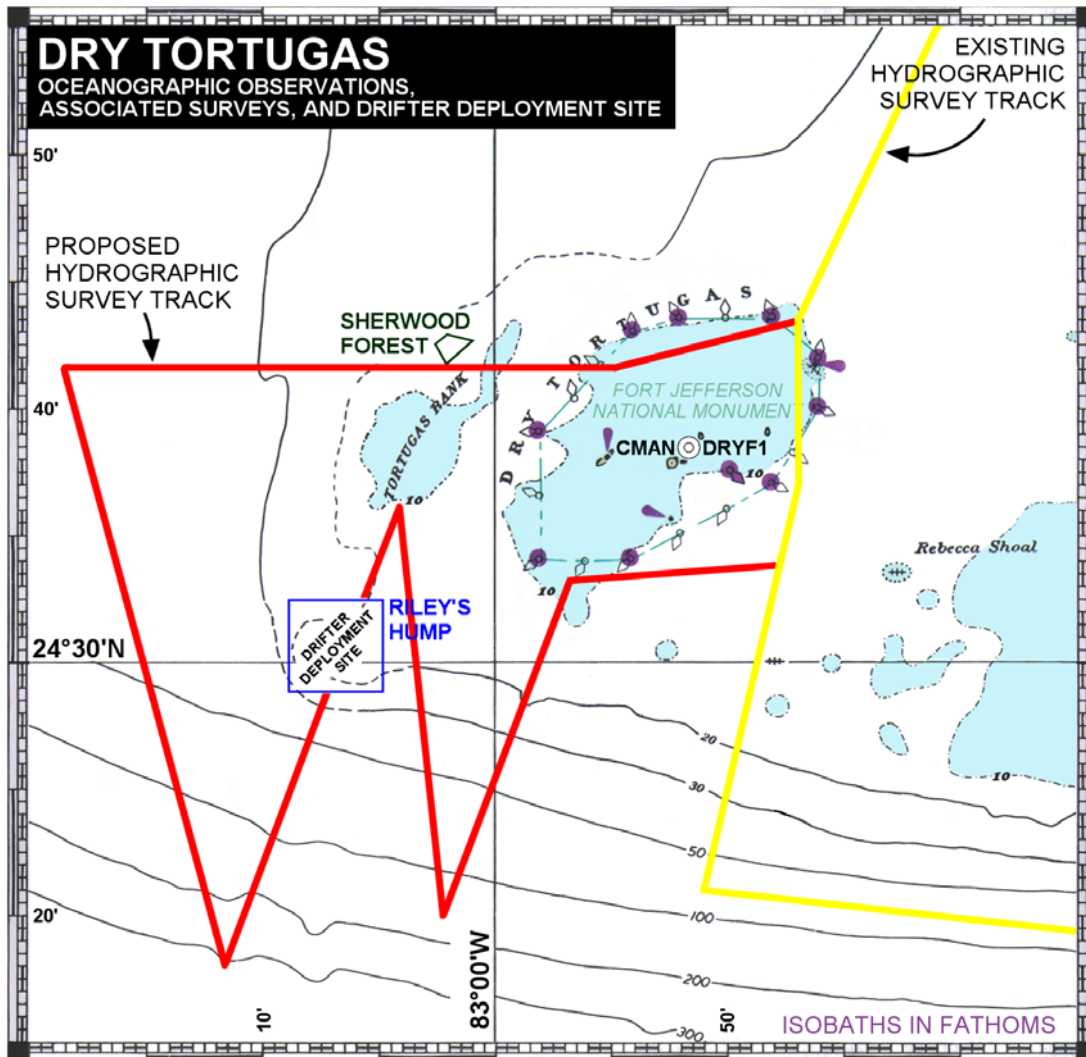 DRY TORTUGAS
OCEANOGRAPHIC OBSERVATIONS,
ASSOCIATED SURVEYS, AND DRIFTER DEPLOYMENT SITE
EXISTING
HYDROGRAPHIC
SURVEY TRACK
50'
PROPOSED
HYDROGRAPHIC
SURVEY TRACK
SHERWOOD
FOREST
DRY TORTUGAS
FORT JEFFERSON
NATIONAL MONUMENT
40'
TORTUGAS BANK
CMAN
DRYF1
10
10
Rebecca Shoal
10
RILEY'S
HUMP
DRIFTER
DEPLOYMENT
SITE
24°30'N
20
10
30
50
20'
100
83°00'W
200
10'
50'
300
ISOBATHS IN FATHOMS